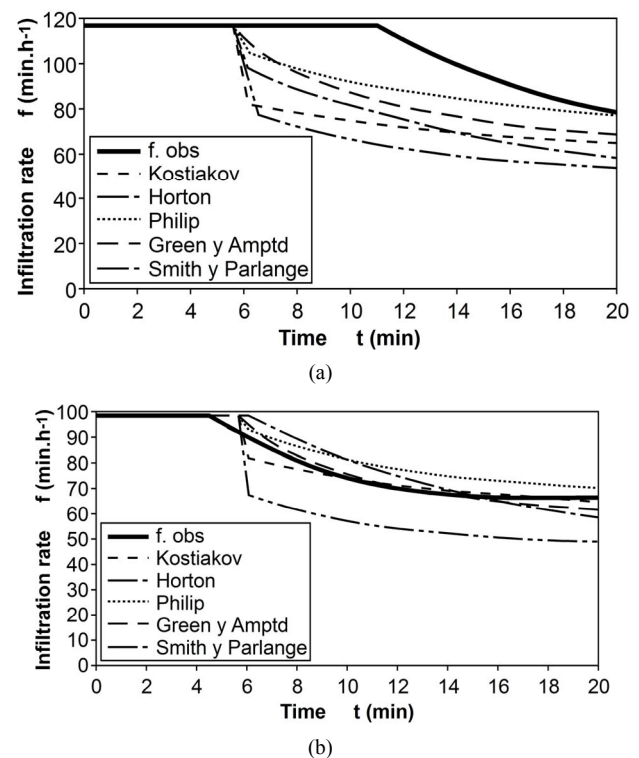 120
100
80
60
40
20
0
Infiltration rate f (min.h-1)
f. obs
Kostiakov
Horton
Philip
Green y Amptd
Smith y Parlange
0 2 4 6 8 10 12 14 16 18 20
Time t (min)
(a)
100
90
80
70
60
50
40
30
20
10
0
Infiltration rate f (min.h-1)
f. obs
Kostiakov
Horton
Philip
Green y Amptd
Smith y Parlange
0 2 4 6 8 10 12 14 16 18 20
Time t (min)
(b)